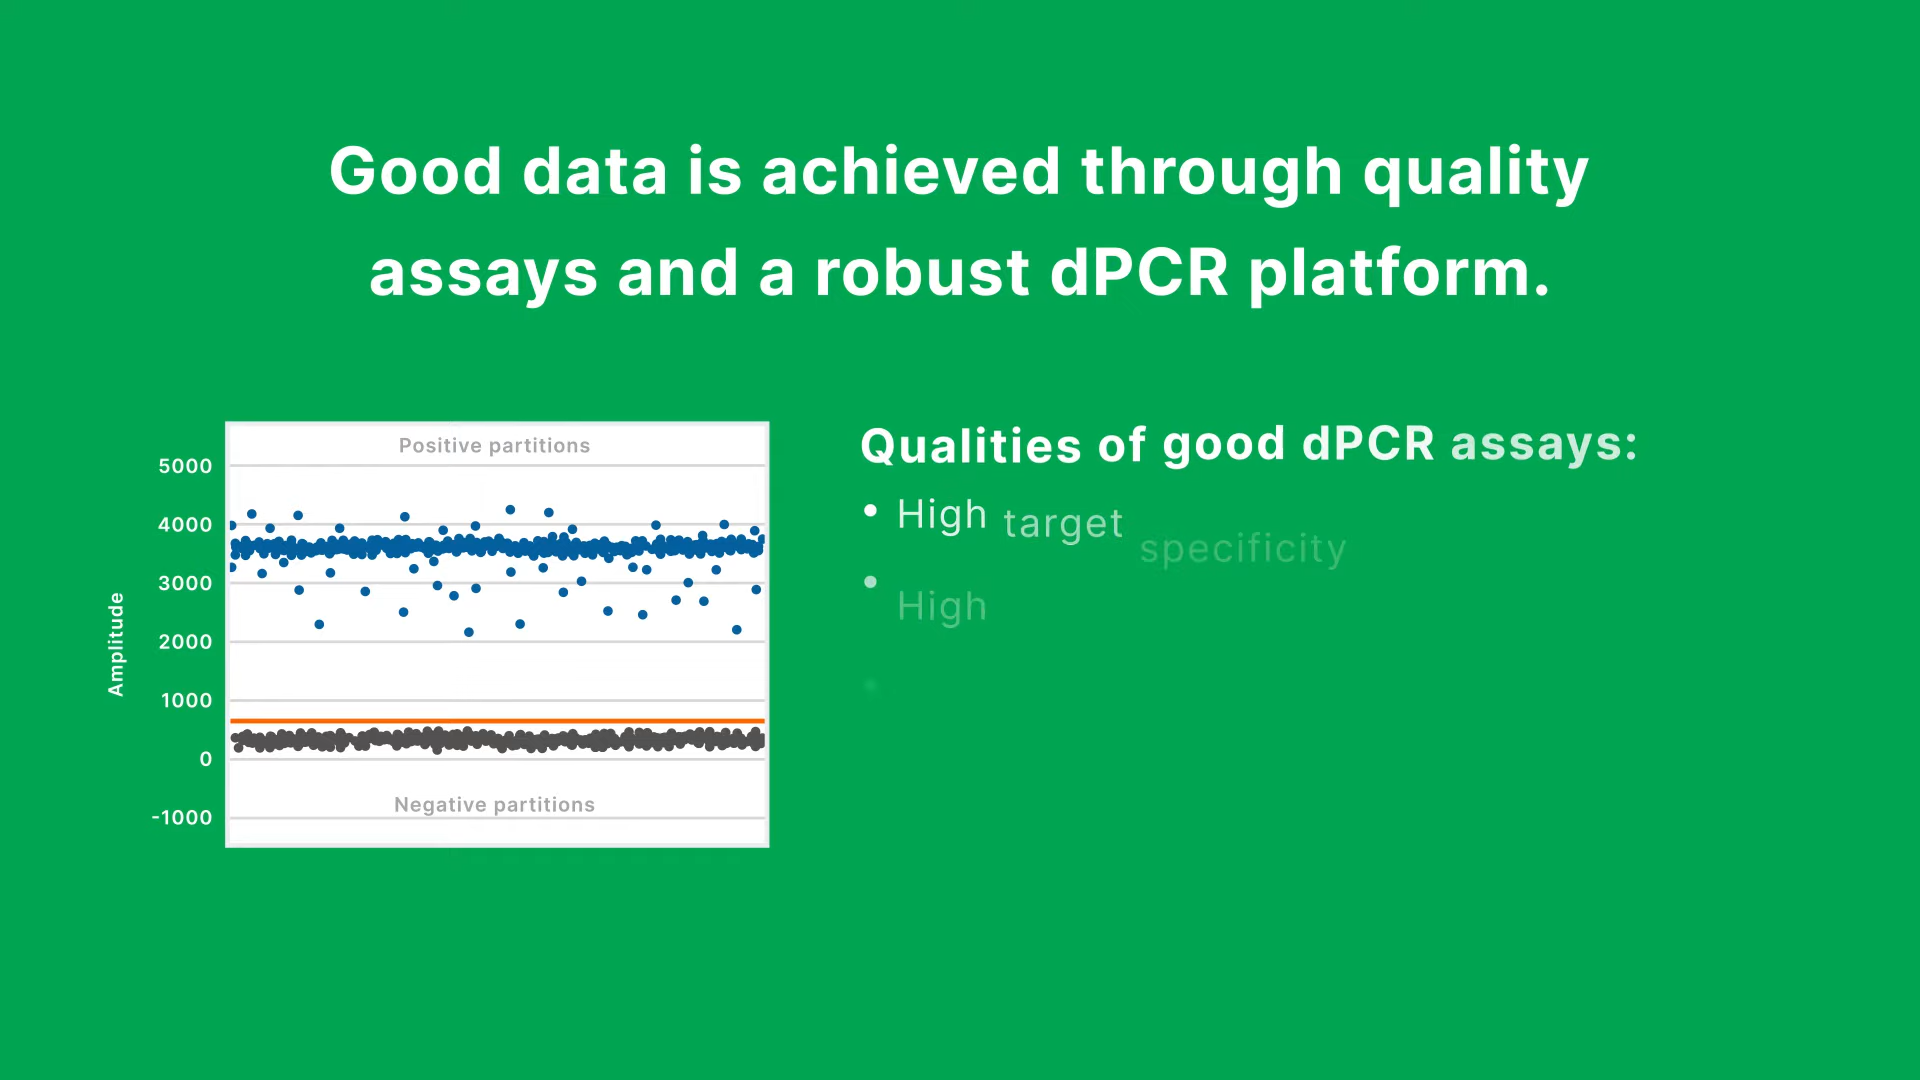 Good data is achieved through quality
assays and a robust dPCR platform.
Positive partitions
5000
4000
3000
2000
1000
0
-1000
Amplitude
Negative partitions
Qualities of good dPCR assays:
• High target specificity
• High